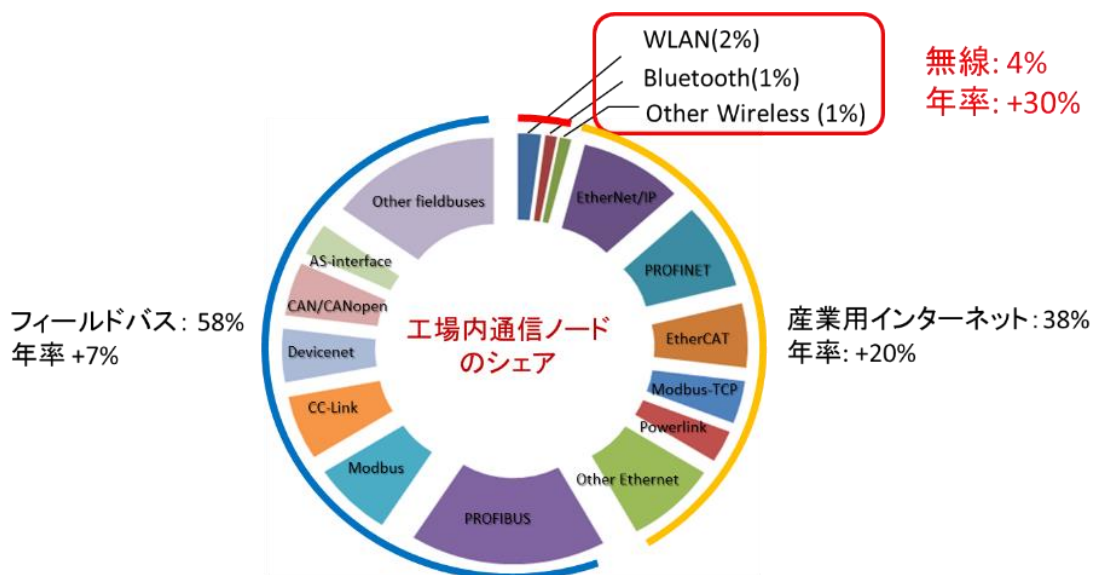 WLAN(2%)
Bluetooth(1%)
Other Wireless (1%)
無線: 4%
年率: +30%
Other fieldbuses
EtherNet/IP
AS-interface
PROFINET
CAN/CANopen
工場内通信ノード
のシェア
フィールドバス: 58%
年率 +7%
産業用インターネット: 38%
年率: +20%
EtherCAT
Devicenet
Modbus-TCP
CC-Link
Powerlink
Modbus
Other Ethernet
PROFIBUS